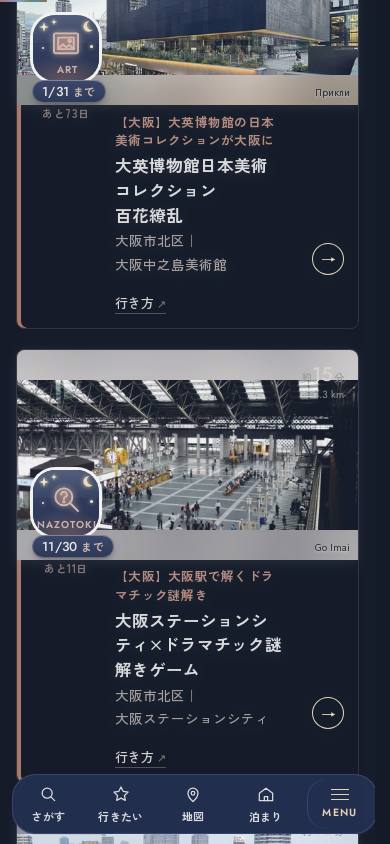 ART
1/31 まで
あと73日
Прикли
【大阪】大英博物館の日本
美術コレクションが大阪に
大英博物館日本美術
コレクション
百花繚乱
大阪市北区｜
大阪中之島美術館
→
行き方 ↗
約15分
.3 km
NAZOTOKI
11/30 まで
あと11日
Go Imai
【大阪】大阪駅で解くドラ
マチック謎解き
大阪ステーションシ
ティ×ドラマチック謎
解きゲーム
大阪市北区｜
大阪ステーションシティ
→
行き方 ↗
さがす
行きたい
地図
泊まり
MENU